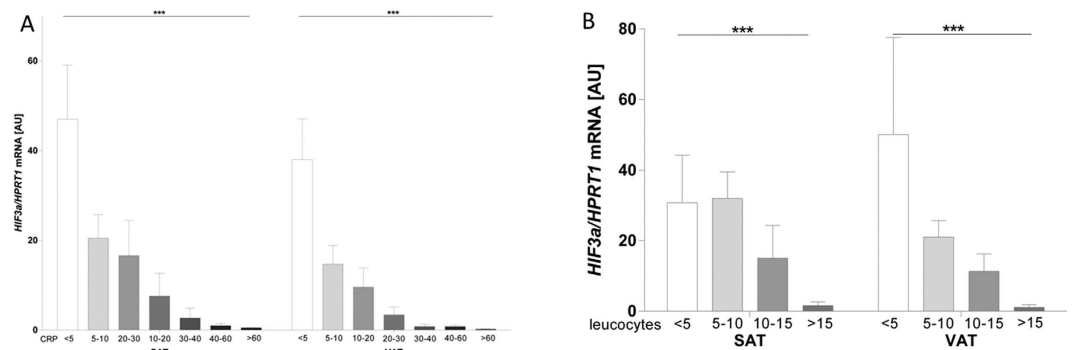 A
***
***
60
40
20
0
HIF3a/HPRT1 mRNA [AU]
CRP <5 5-10 20-30 10-20 30-40 40-60 >60 <5 5-10 10-20 20-30 30-40 40-60 >60
SAT VAT
B
***
***
80
60
40
20
0
HIF3a/HPRT1 mRNA [AU]
leucocytes <5 5-10 10-15 >15 <5 5-10 10-15 >15
SAT VAT